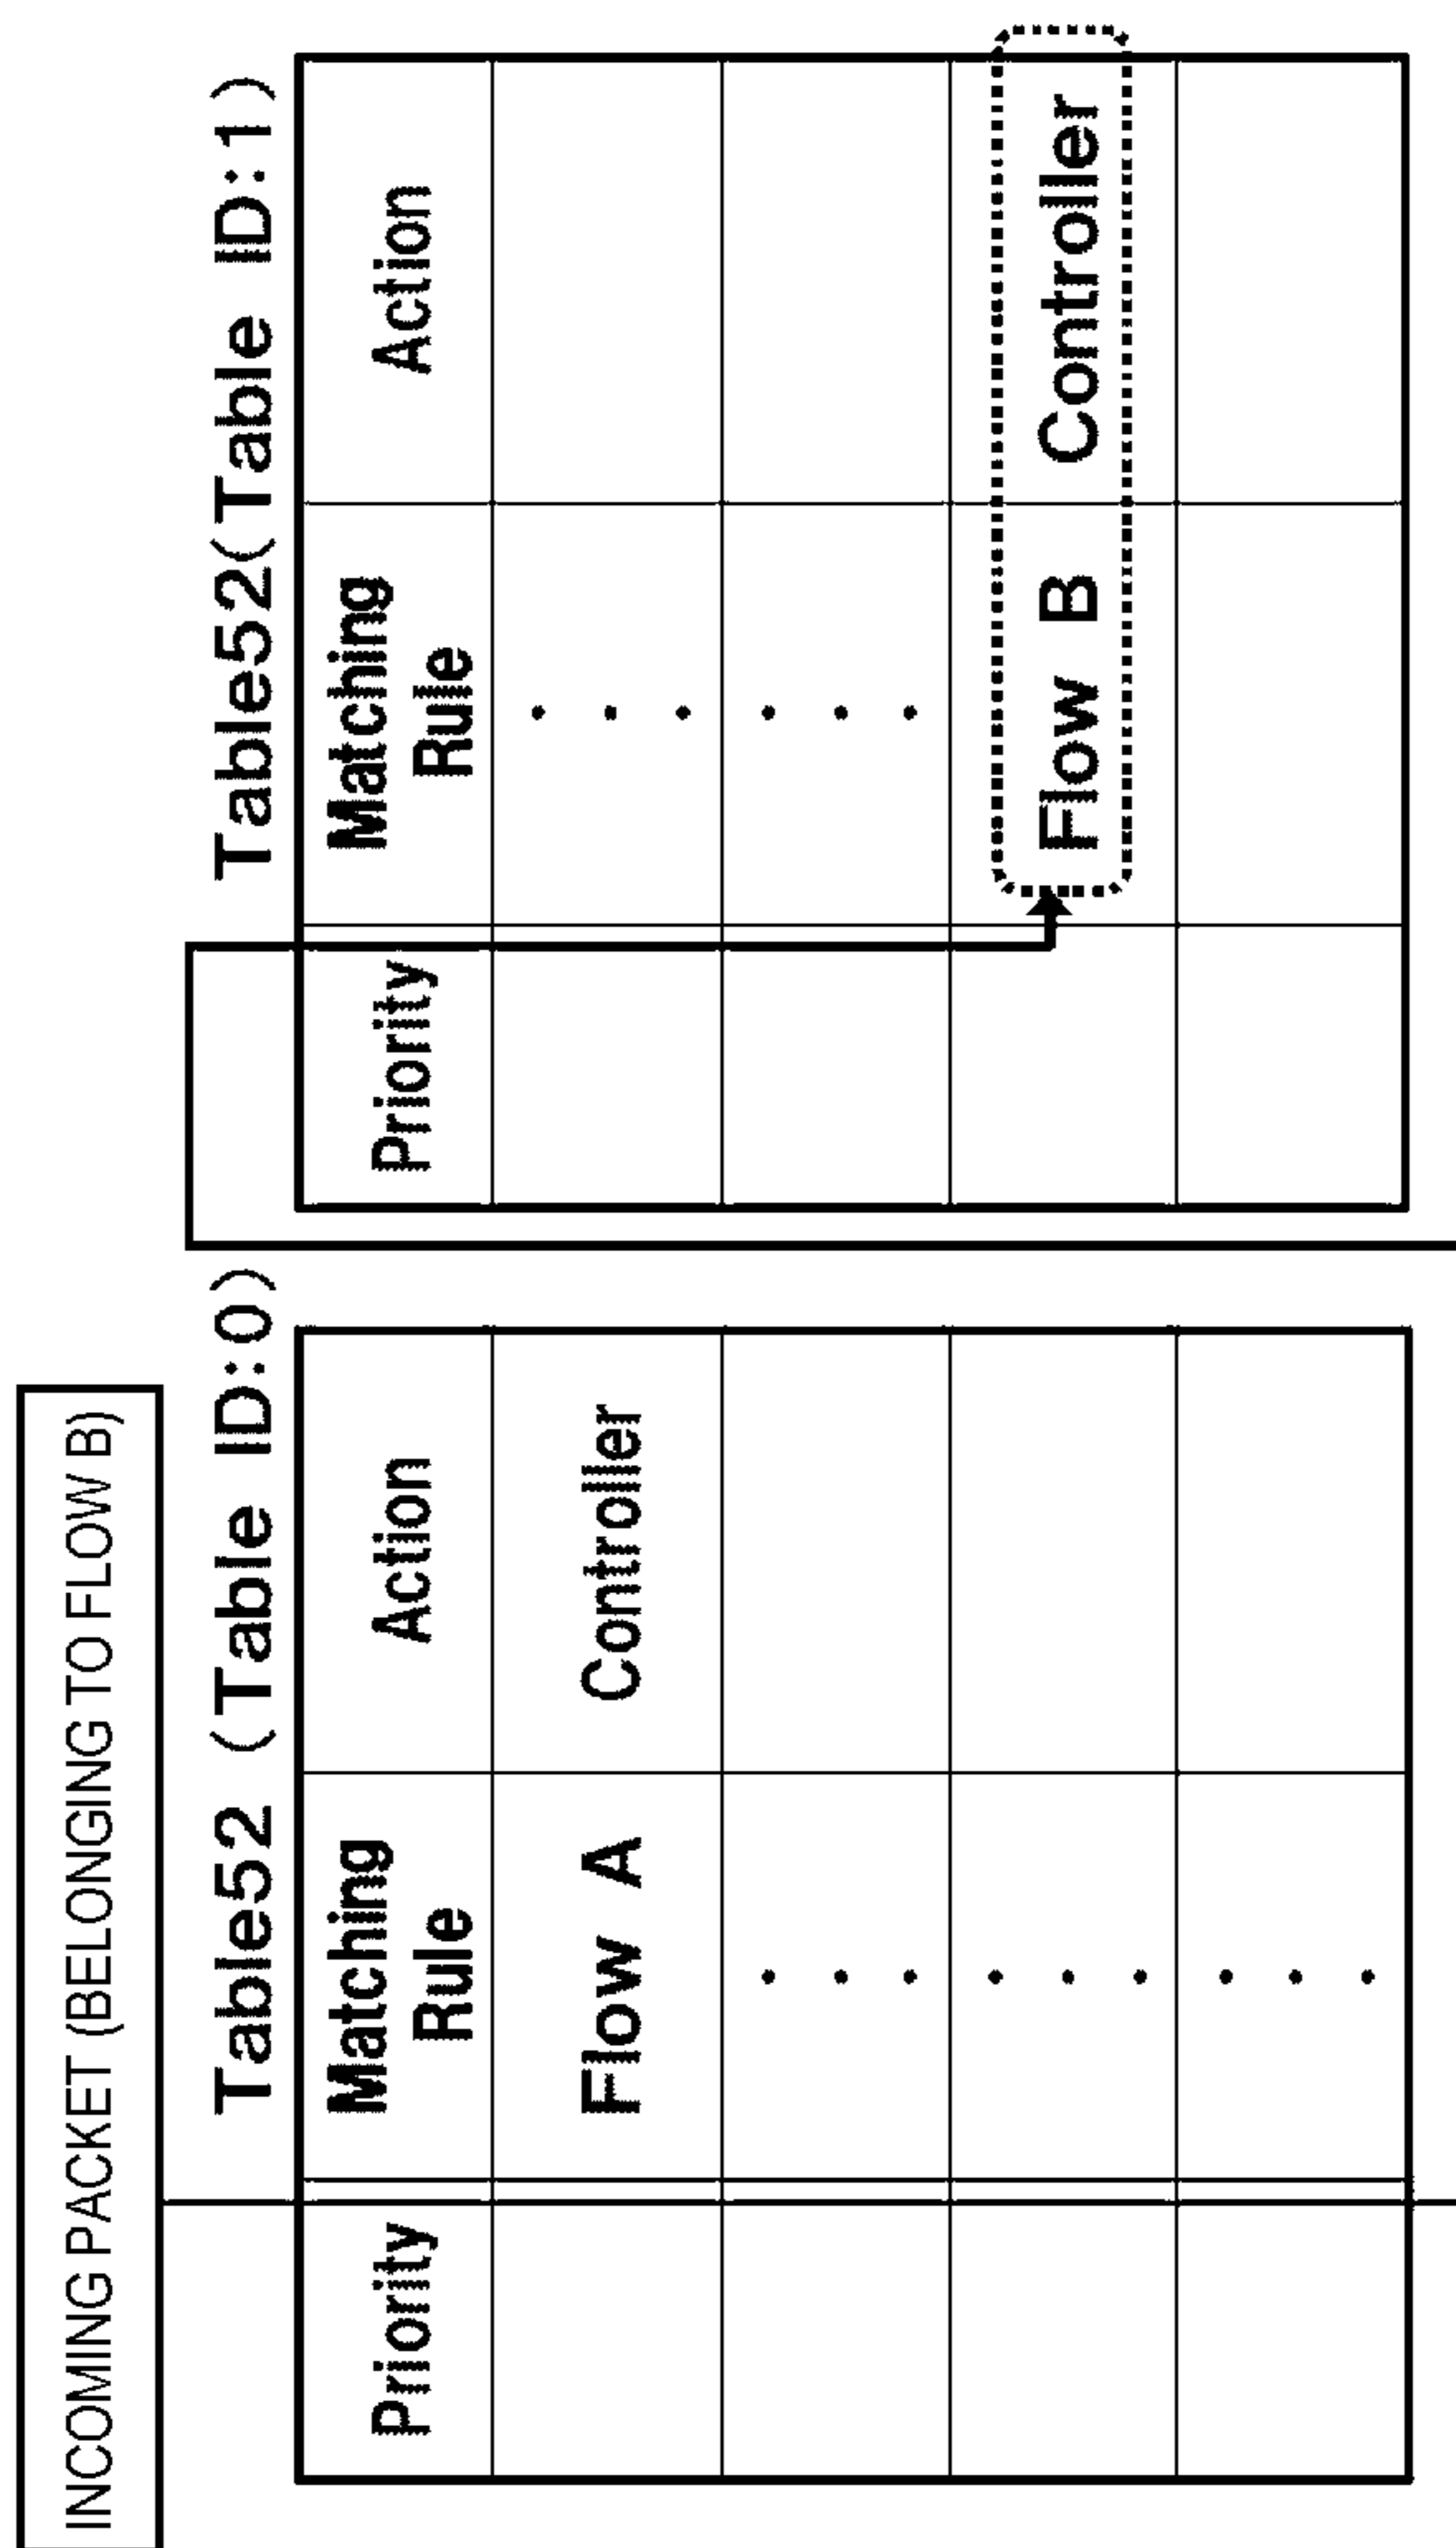 INCOMING PACKET (BELONGING TO FLOW B)
Table52 (Table ID:0)
Priority
Matching
Rule
Action
Flow A
Controller
Table52(Table ID:1)
Priority
Matching
Rule
Action
Flow B
Controller